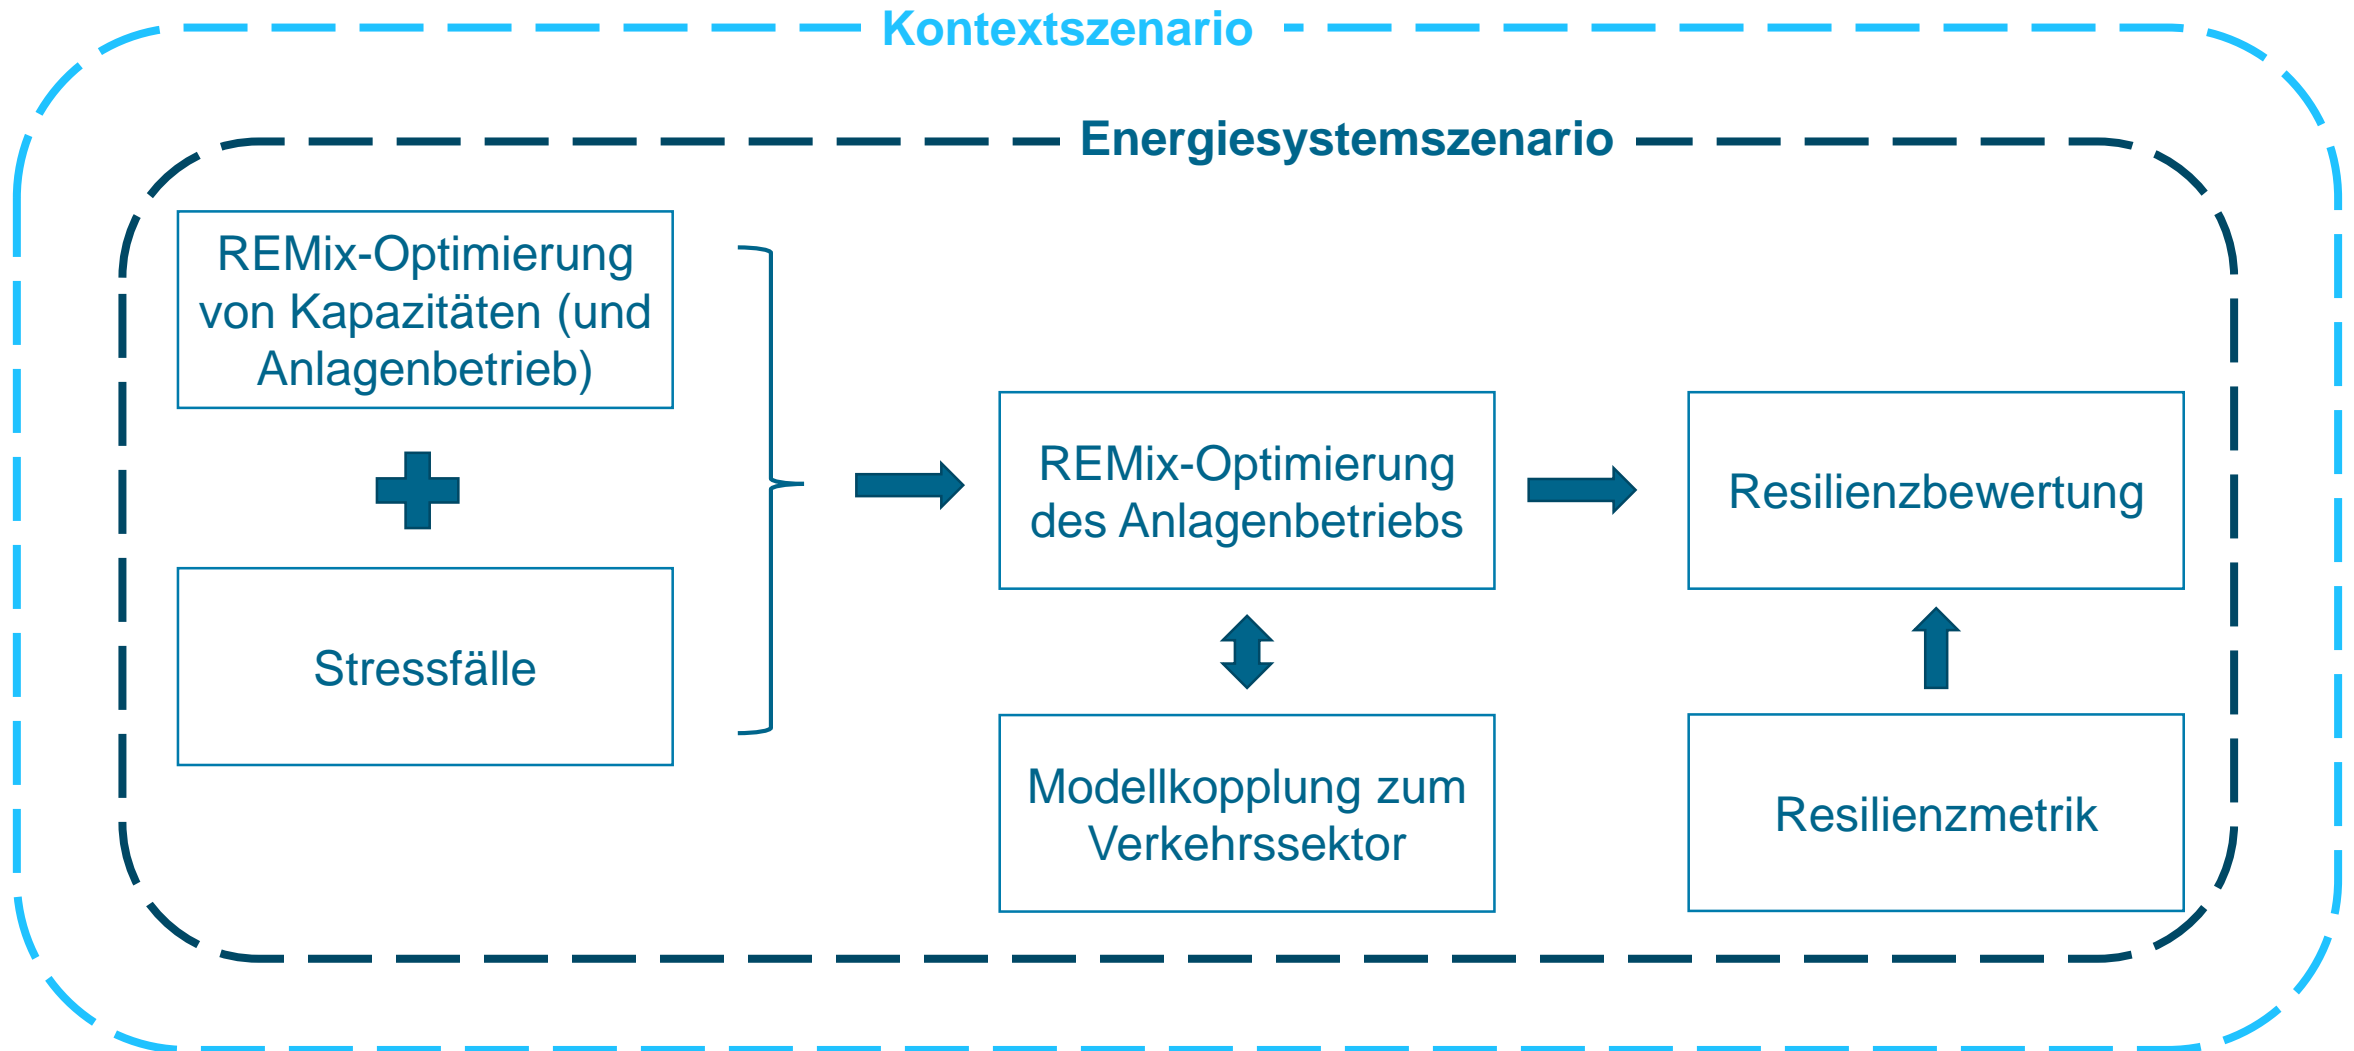 Kontextszenario
Energiesystemszenario
REMix-Optimierung
von Kapazitäten (und
Anlagenbetrieb)
Stressfälle
REMix-Optimierung
des Anlagenbetriebs
Modellkopplung zum
Verkehrssektor
Resilienzbewertung
Resilienzmetrik